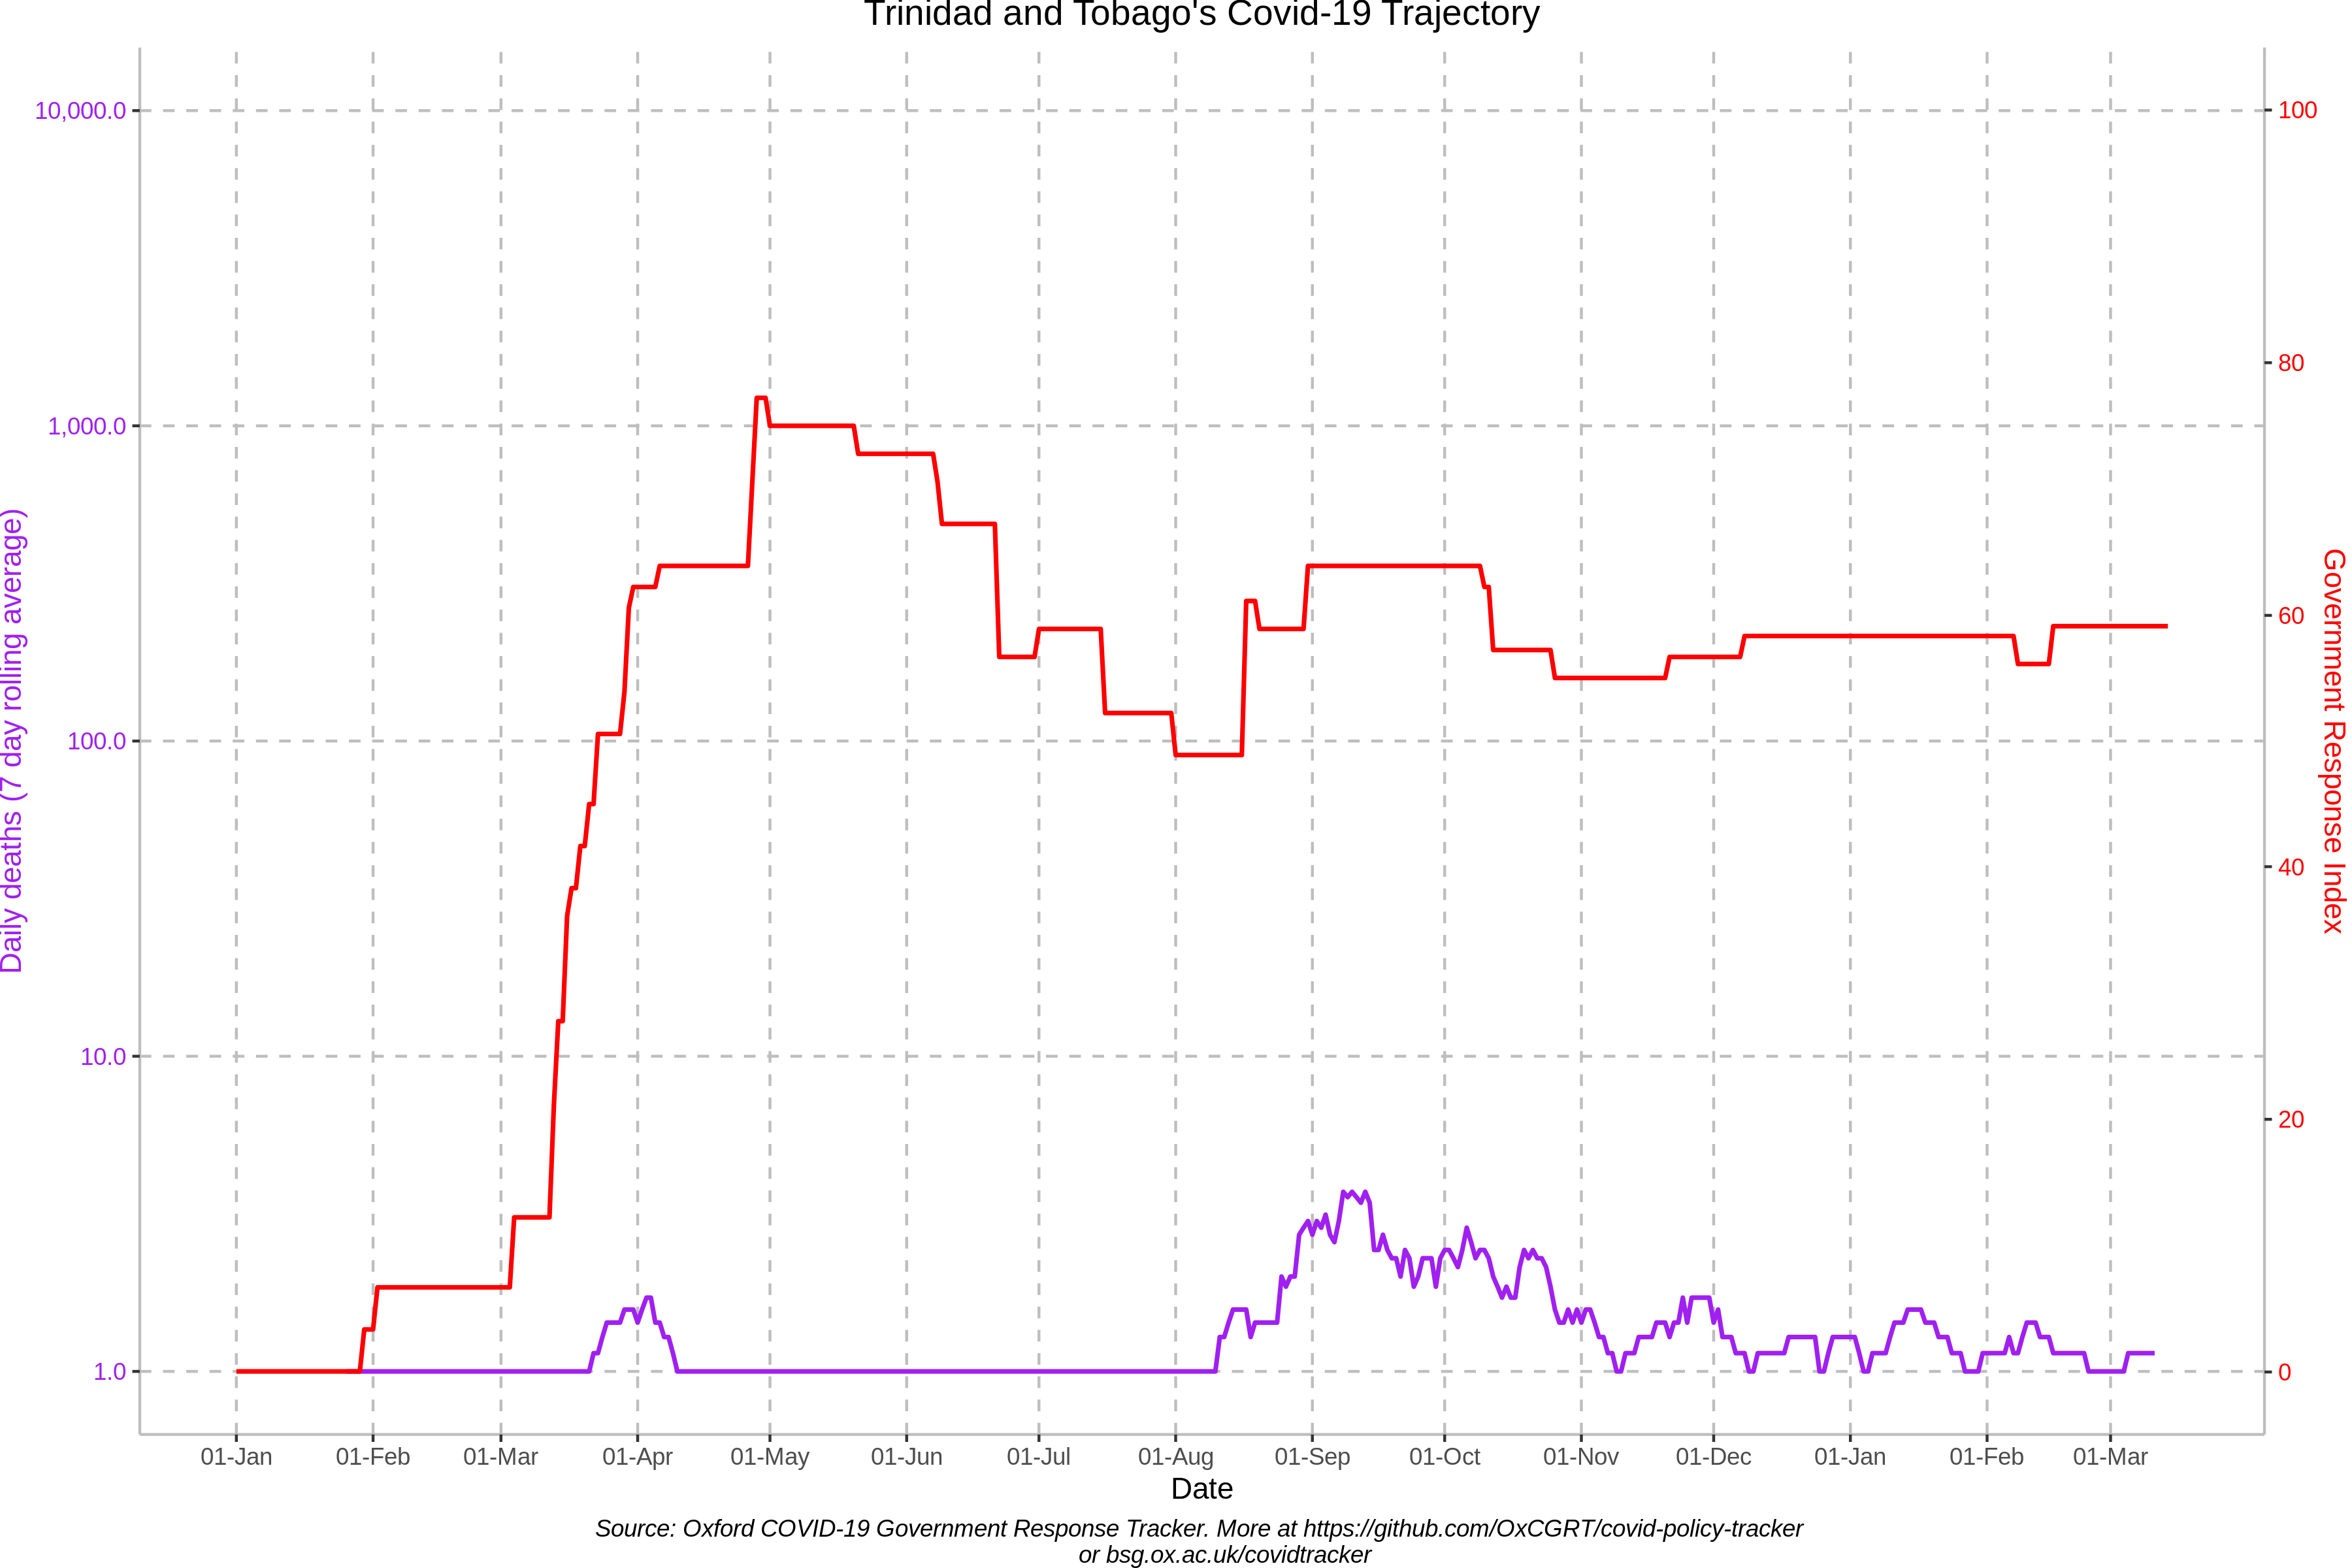 Trinidad and Tobago's Covid-19 Trajectory
10,000.0
1,000.0
100.0
10.0
1.0
Daily deaths (7 day rolling average)
100
80
60
40
20
0
Government Response Index
01-Jan 01-Feb 01-Mar 01-Apr 01-May 01-Jun 01-Jul 01-Aug 01-Sep 01-Oct 01-Nov 01-Dec 01-Jan 01-Feb 01-Mar
Date
Source: Oxford COVID-19 Government Response Tracker. More at https://github.com/OxCGRT/covid-policy-tracker
or bsg.ox.ac.uk/covidtracker